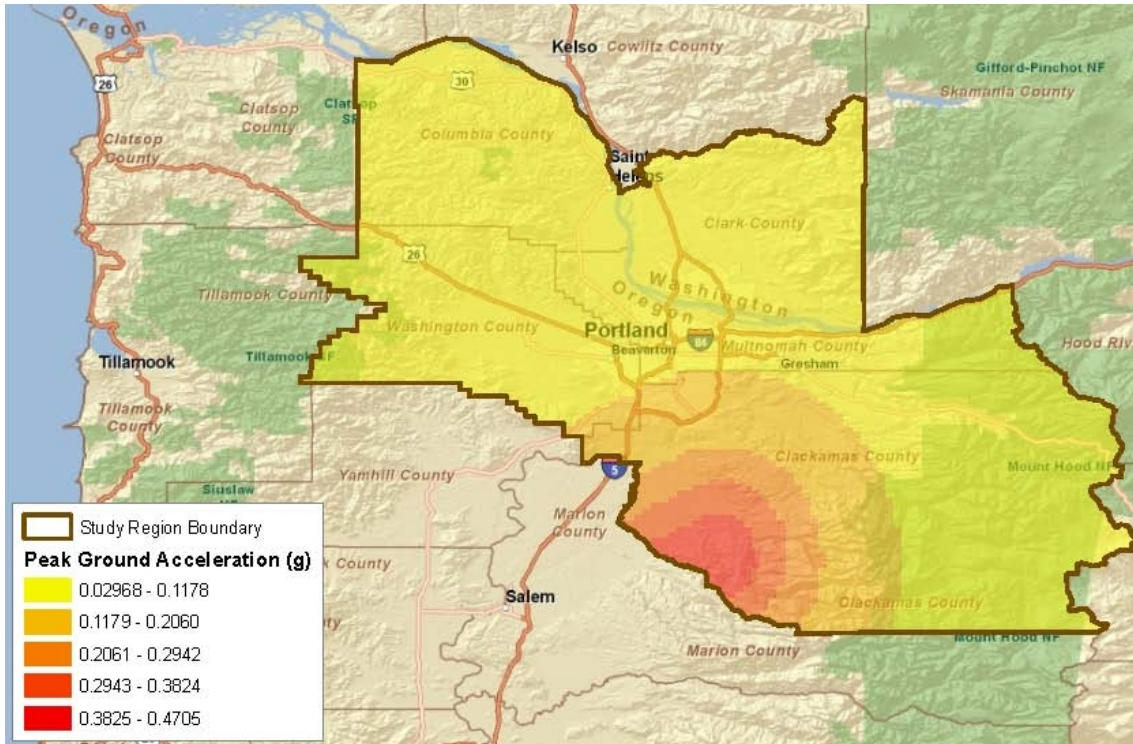 Oregon
Kelso
Cowlitz County
Gifford-Pinchot NF
Skamania County
26
30
Clatsop
County
Clatsop
Clatsop
County
Columbia County
Saint
Helens
Clark County
26
Washington
Oregon
Tillamook County
Washington County
Portland
84
Multnomah County
Beaverton
Gresham
Hood
Tillamook
Tillamook
Tillamook
County
Clackamas County
Yamhill County
5
Mount Hood NF
Siuslaw
Marion
County
Study Region Boundary
Peak Ground Acceleration (g)
k County
0.02968 - 0.1178
0.1179 - 0.2060
Salem
Clackamas County
0.2061 - 0.2942
Mount Hood NF
Marion County
0.2943 - 0.3824
0.3825 - 0.4705